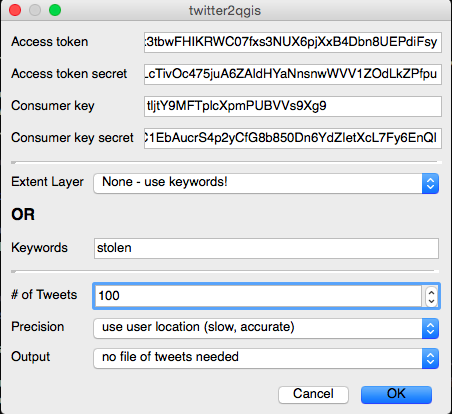 twitter2qgis
Access token :3tbwFHIKRWC07fxs3NUX6pjXxB4Dbn8UEPdiFsy
Access token secret .cTivOc475juA6ZAldHYaNnsnwWVV1ZOdLkZPfpu
Consumer key tljtY9MFTplcXpmPUBVVs9Xg9
Consumer key secret C1EbAucrS4p2yCfG8b850Dn6YdZIetXcL7Fy6EnQl
Extent Layer None - use keywords!
OR
Keywords stolen
# of Tweets 100
Precision use user location (slow, accurate)
Output no file of tweets needed
Cancel OK